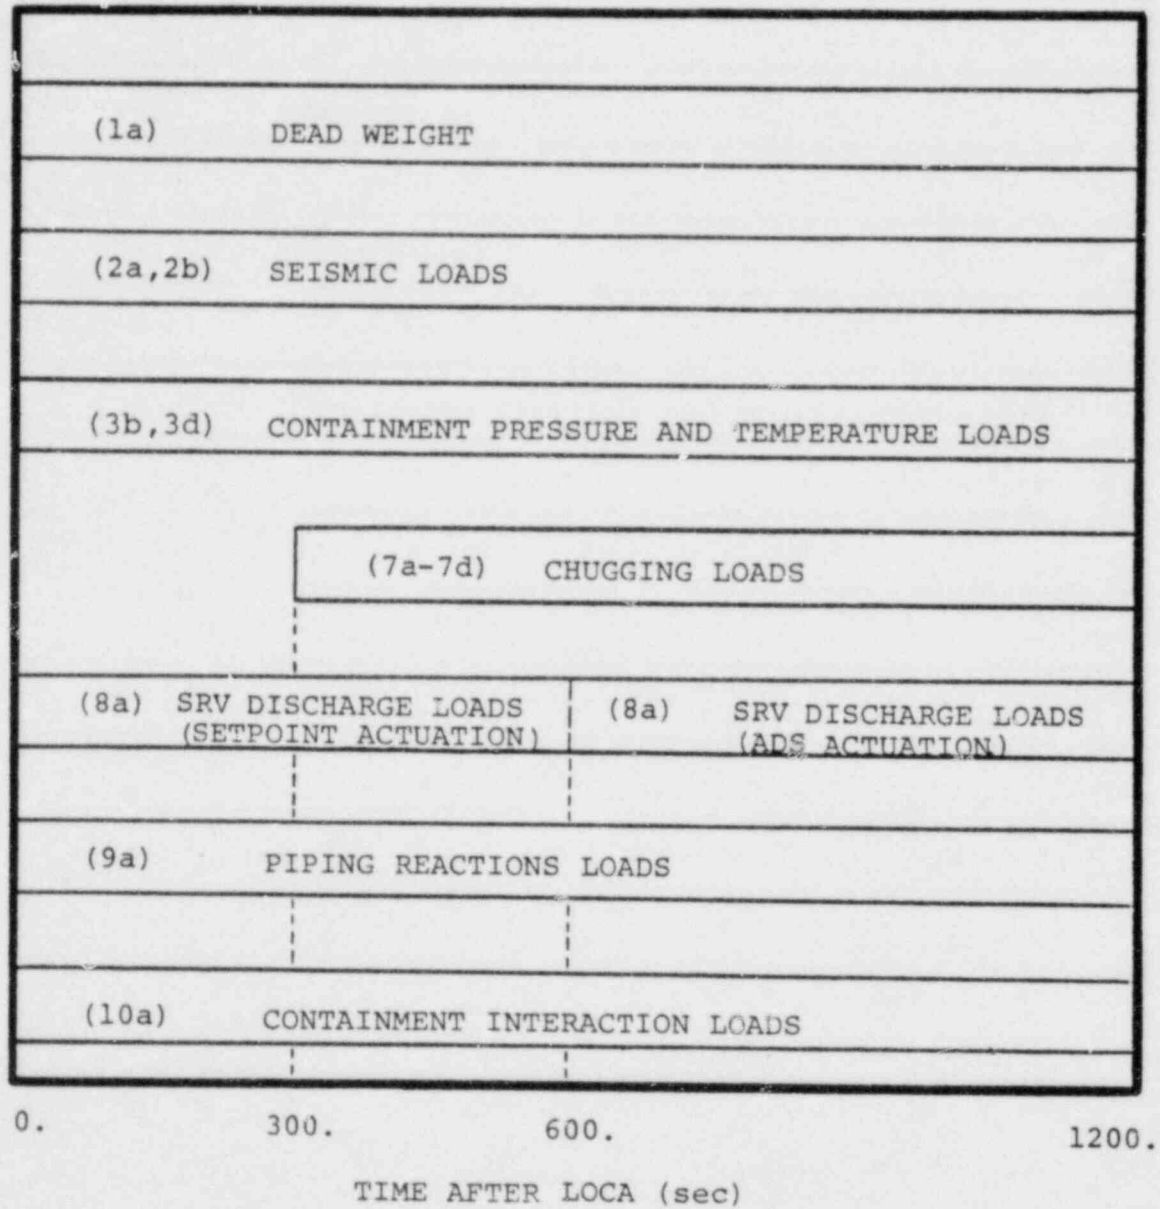 (1a) DEAD WEIGHT
(2a,2b) SEISMIC LOADS
(3b,3d) CONTAINMENT PRESSURE AND TEMPERATURE LOADS
(7a-7d) CHUGGING LOADS
(8a) SRV DISCHARGE LOADS (8a) SRV DISCHARGE LOADS
(SETPOINT ACTUATION) (ADS ACTUATION)
(9a) PIPING REACTIONS LOADS
(10a) CONTAINMENT INTERACTION LOADS
0. 300. 600. 1200.
TIME AFTER LOCA (sec)